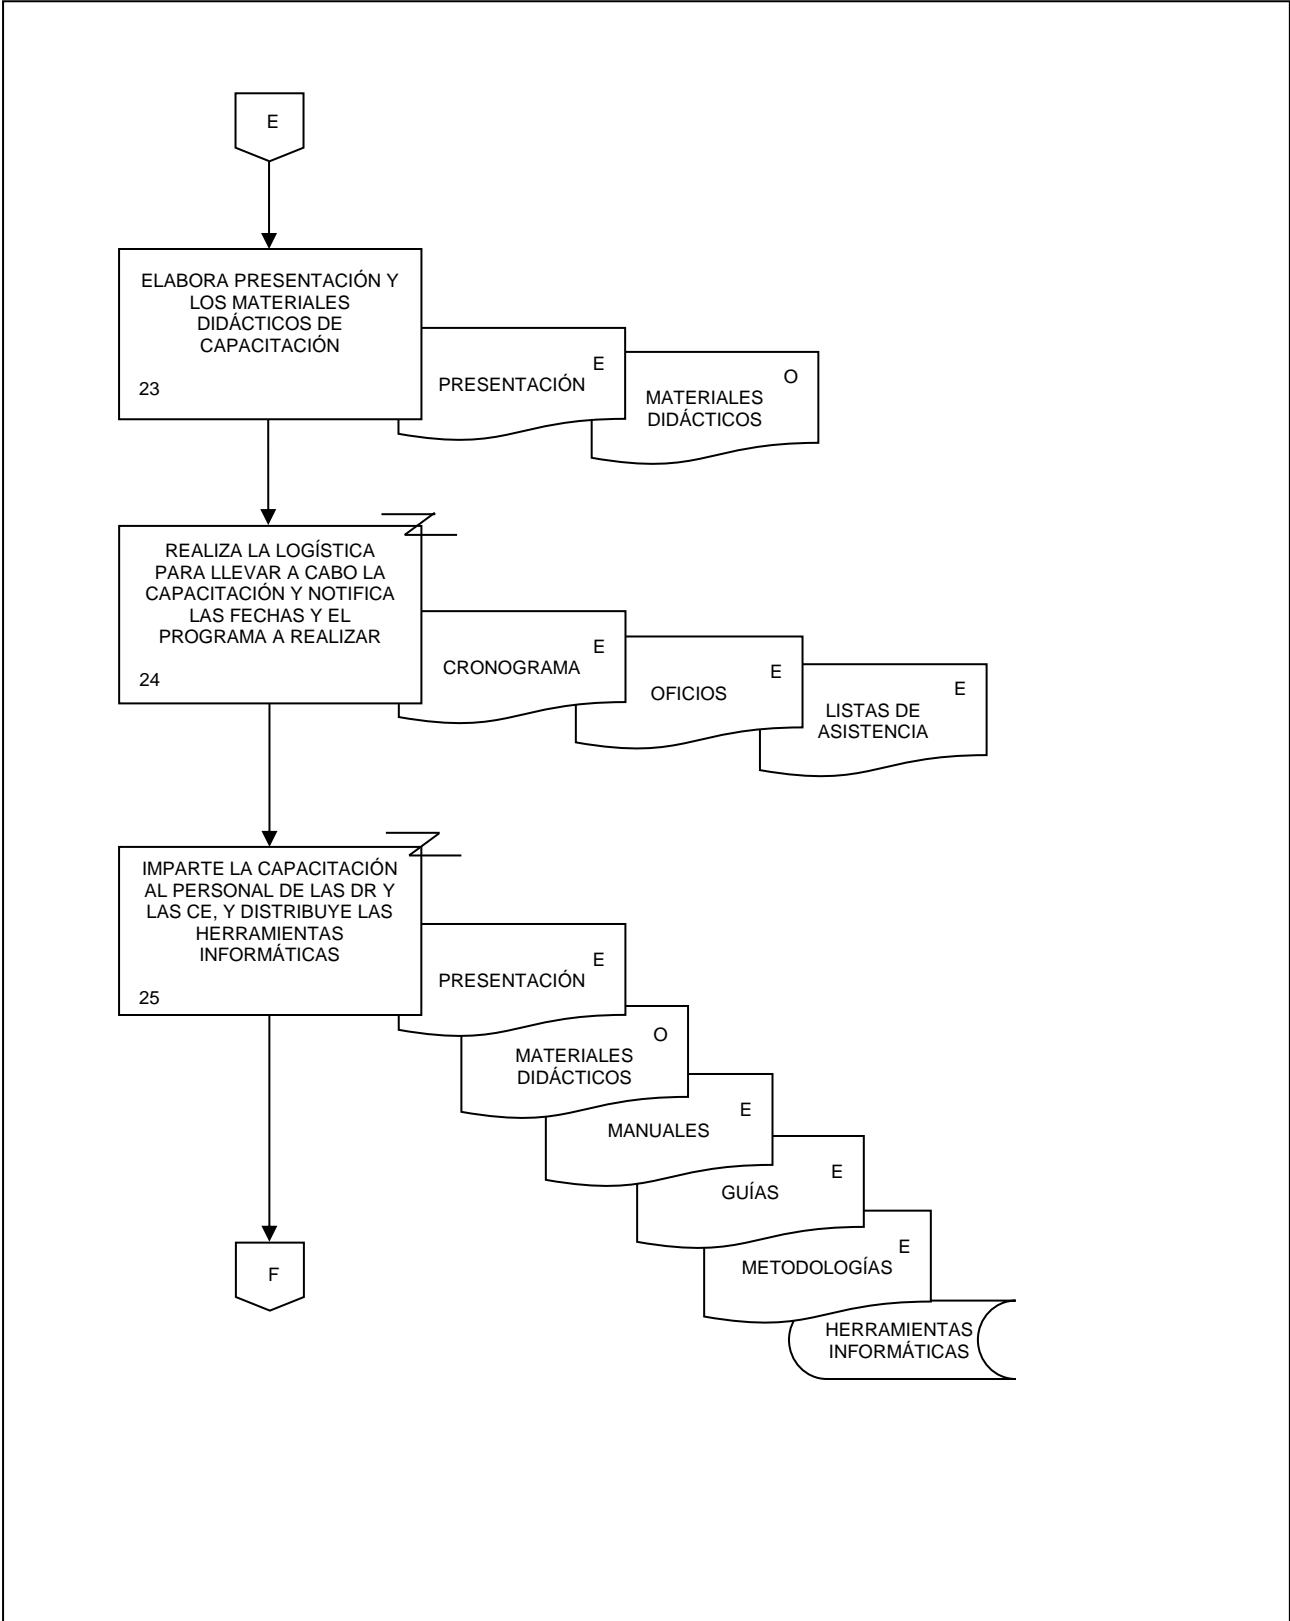 E
ELABORA PRESENTACIÓN Y
LOS MATERIALES
DIDÁCTICOS DE
CAPACITACIÓN
23
E
PRESENTACIÓN
O
MATERIALES
DIDÁCTICOS
REALIZA LA LOGÍSTICA
PARA LLEVAR A CABO LA
CAPACITACIÓN Y NOTIFICA
LAS FECHAS Y EL
PROGRAMA A REALIZAR
24
E
CRONOGRAMA
E
OFICIOS
E
LISTAS DE
ASISTENCIA
IMPARTE LA CAPACITACIÓN
AL PERSONAL DE LAS DR Y
LAS CE, Y DISTRIBUYE LAS
HERRAMIENTAS
INFORMÁTICAS
25
E
PRESENTACIÓN
O
MATERIALES
DIDÁCTICOS
E
MANUALES
E
GUÍAS
E
METODOLOGÍAS
HERRAMIENTAS
INFORMÁTICAS
F